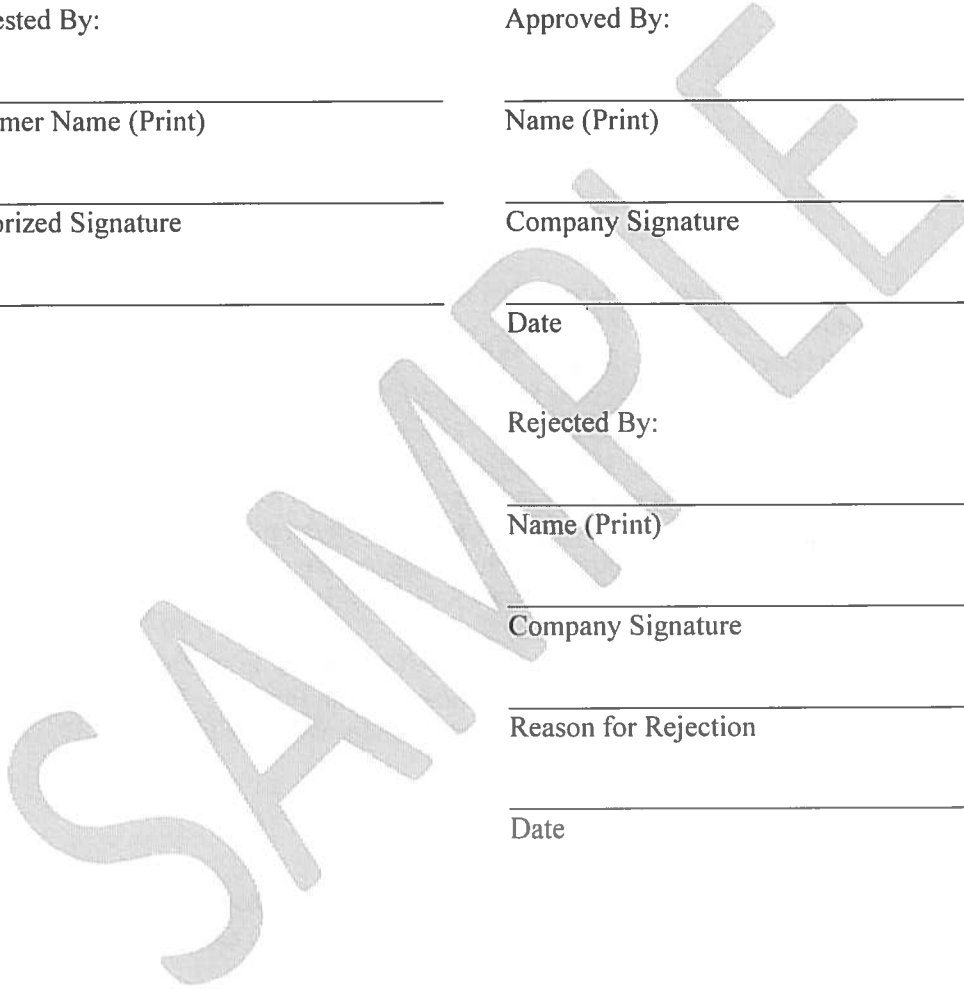 ested By:
mer Name (Print)
orized Signature
Approved By:
Name (Print)
Company Signature
Date
Rejected By:
Name (Print)
Company Signature
Reason for Rejection
Date
SAMPLE